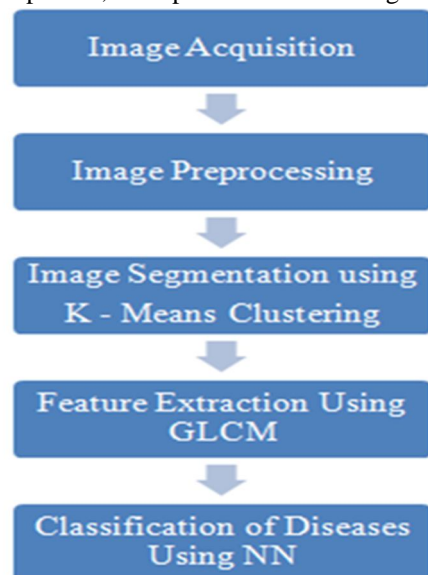 Image Acquisition
Image Preprocessing
Image Segmentation using
K - Means Clustering
Feature Extraction Using
GLCM
Classification of Diseases
Using NN